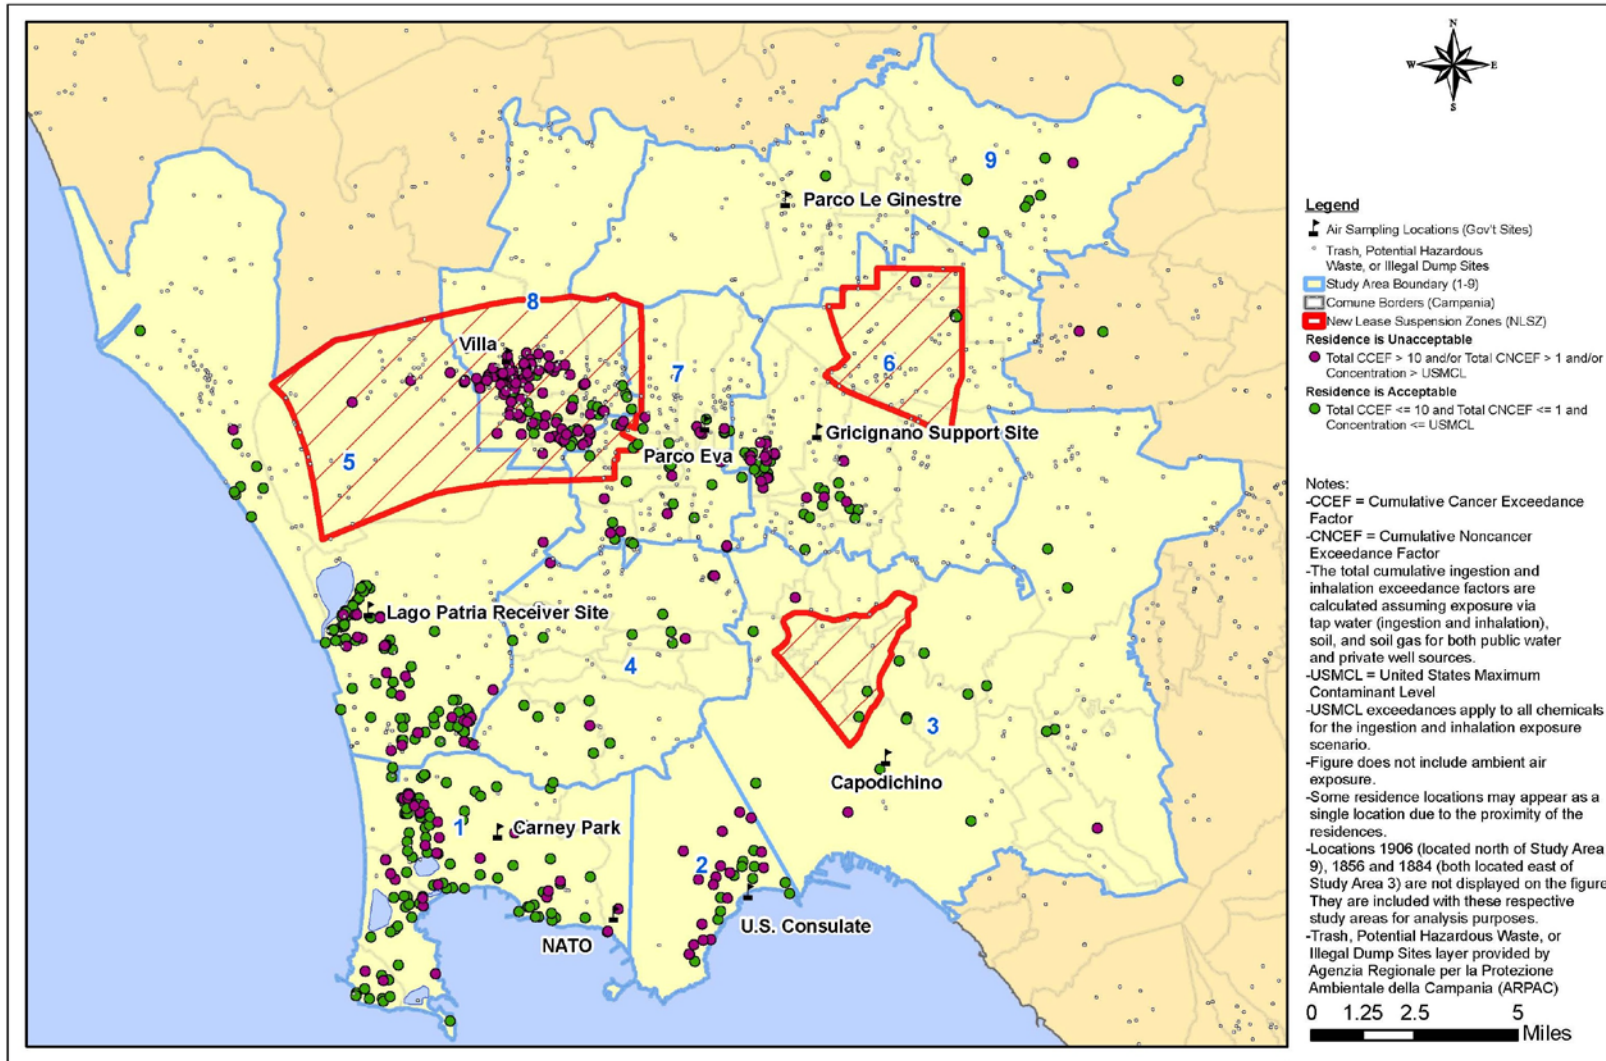 N
W
E
S
9
Parco Le Ginestre
8
Villa
7
6
5
Gricignano Support Site
Parco Eva
Lago Patria Receiver Site
4
3
Capodichino
1
Carney Park
2
U.S. Consulate
NATO
Legend
Air Sampling Locations (Gov't Sites)
Trash, Potential Hazardous
Waste, or Illegal Dump Sites
Study Area Boundary (1-9)
Comune Borders (Campania)
New Lease Suspension Zones (NLSZ)
Residence is Unacceptable
Total CCEF > 10 and/or Total CNCEF > 1 and/or
Concentration > USMCL
Residence is Acceptable
Total CCEF <= 10 and Total CNCEF <= 1 and
Concentration <= USMCL
Notes:
-CCEF = Cumulative Cancer Exceedance
Factor
-CNCEF = Cumulative Noncancer
Exceedance Factor
-The total cumulative ingestion and
inhalation exceedance factors are
calculated assuming exposure via
tap water (ingestion and inhalation),
soil, and soil gas for both public water
and private well sources.
-USMCL = United States Maximum
Contaminant Level
-USMCL exceedances apply to all chemicals
for the ingestion and inhalation exposure
scenario.
-Figure does not include ambient air
exposure.
-Some residence locations may appear as a
single location due to the proximity of the
residences.
-Locations 1906 (located north of Study Area
9), 1856 and 1884 (both located east of
Study Area 3) are not displayed on the figure
They are included with these respective
study areas for analysis purposes.
-Trash, Potential Hazardous Waste, or
Illegal Dump Sites layer provided by
Agenzia Regionale per la Protezione
Ambientale della Campania (ARPAC)
0 1.25 2.5 5
Miles